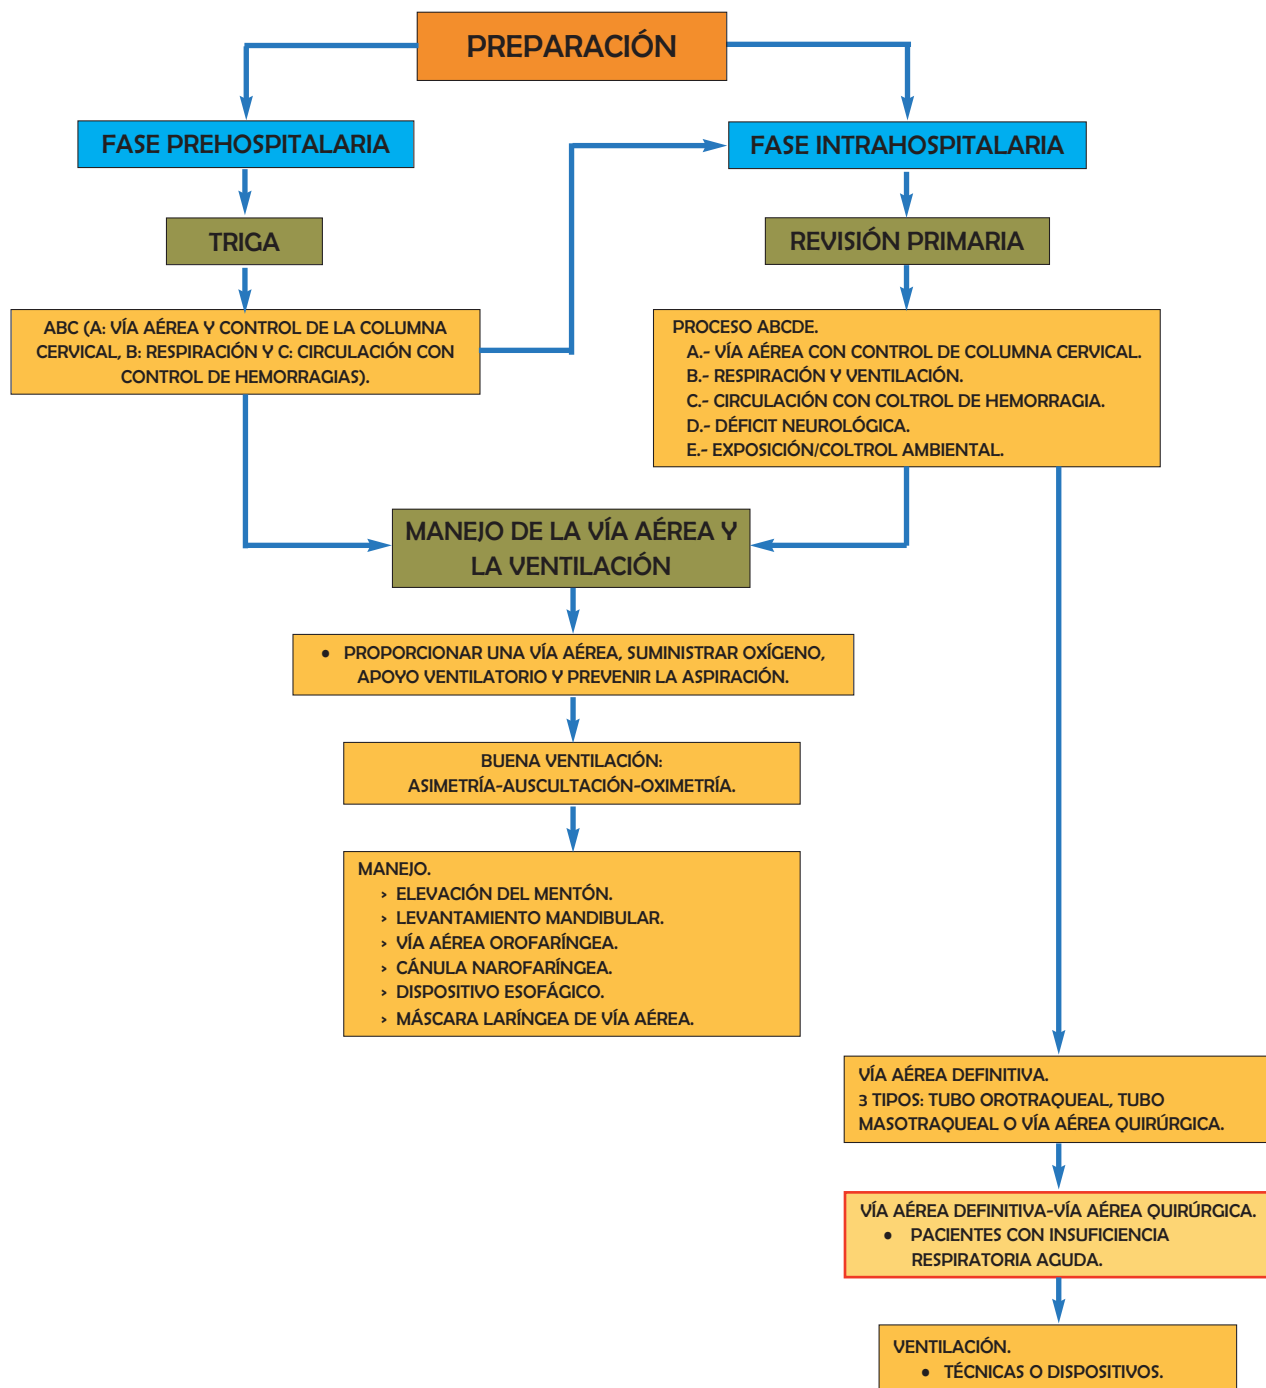 PREPARACIÓN
FASE PREHOSPITALARIA
FASE INTRAHOSPITALARIA
TRIGA
REVISIÓN PRIMARIA
ABC (A: VÍA AÉREA Y CONTROL DE LA COLUMNA
CERVICAL, B: RESPIRACIÓN Y C: CIRCULACIÓN CON
CONTROL DE HEMORRAGIAS).
PROCESO ABCDE.
A.- VÍA AÉREA CON CONTROL DE COLUMNA CERVICAL.
B.- RESPIRACIÓN Y VENTILACIÓN.
C.- CIRCULACIÓN CON COLTROL DE HEMORRAGIA.
D.- DÉFICIT NEUROLÓGICA.
E.- EXPOSICIÓN/COLTROL AMBIENTAL.
MANEJO DE LA VÍA AÉREA Y
LA VENTILACIÓN
• PROPORCIONAR UNA VÍA AÉREA, SUMINISTRAR OXÍGENO,
APOYO VENTILATORIO Y PREVENIR LA ASPIRACIÓN.
BUENA VENTILACIÓN:
ASIMETRÍA-AUSCULTACIÓN-OXIMETRÍA.
MANEJO.
› ELEVACIÓN DEL MENTÓN.
› LEVANTAMIENTO MANDIBULAR.
› VÍA AÉREA OROFARÍNGEA.
› CÁNULA NAROFARÍNGEA.
› DISPOSITIVO ESOFÁGICO.
› MÁSCARA LARÍNGEA DE VÍA AÉREA.
VÍA AÉREA DEFINITIVA.
3 TIPOS: TUBO OROTRAQUEAL, TUBO
MASOTRAQUEAL O VÍA AÉREA QUIRÚRGICA.
VÍA AÉREA DEFINITIVA-VÍA AÉREA QUIRÚRGICA.
• PACIENTES CON INSUFICIENCIA
RESPIRATORIA AGUDA.
VENTILACIÓN.
• TÉCNICAS O DISPOSITIVOS.